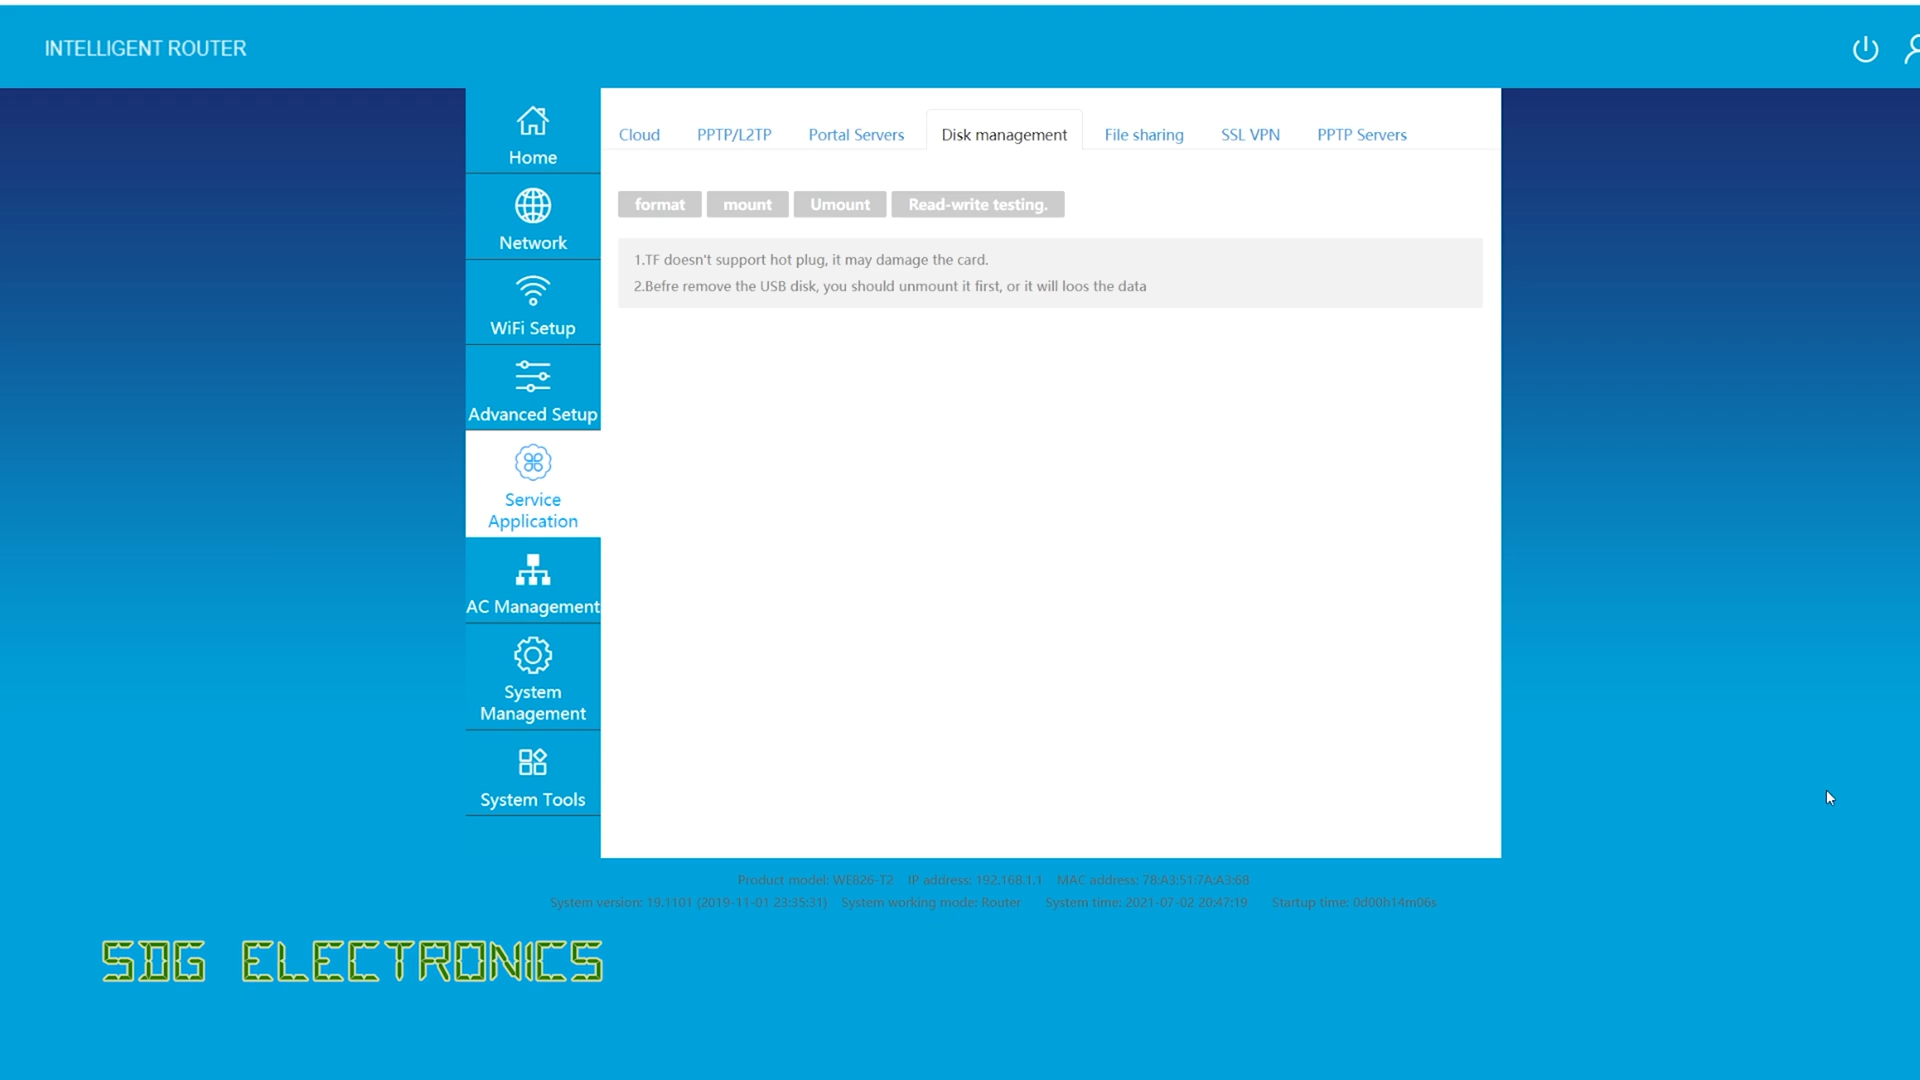 INTELLIGENT ROUTER
Home
Network
WiFi Setup
Advanced Setup
Service
Application
AC Management
System
Management
System Tools
Cloud PPTP/L2TP Portal Servers Disk management File sharing SSL VPN PPTP Servers
format mount Umount Read-write testing.
1.TF doesn't support hot plug, it may damage the card.
2.Befre remove the USB disk, you should unmount it first, or it will loos the data
Product model: WE826-T2 IP address: 192.168.1.1 MAC address: 78:A3:51:7A:A3:68
System version: 19.1101 (2019-11-01 23:35:31) System working mode: Router System time: 2021-07-02 20:47:19 Startup time: 0d00h14m06s
SDG ELECTRONICS